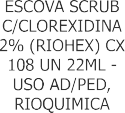 ESCOVA SCRUB
C/CLOREXIDINA
2% (RIOHEX) CX
108 UN 22ML -
USO AD/PED,
RIOQUIMICA